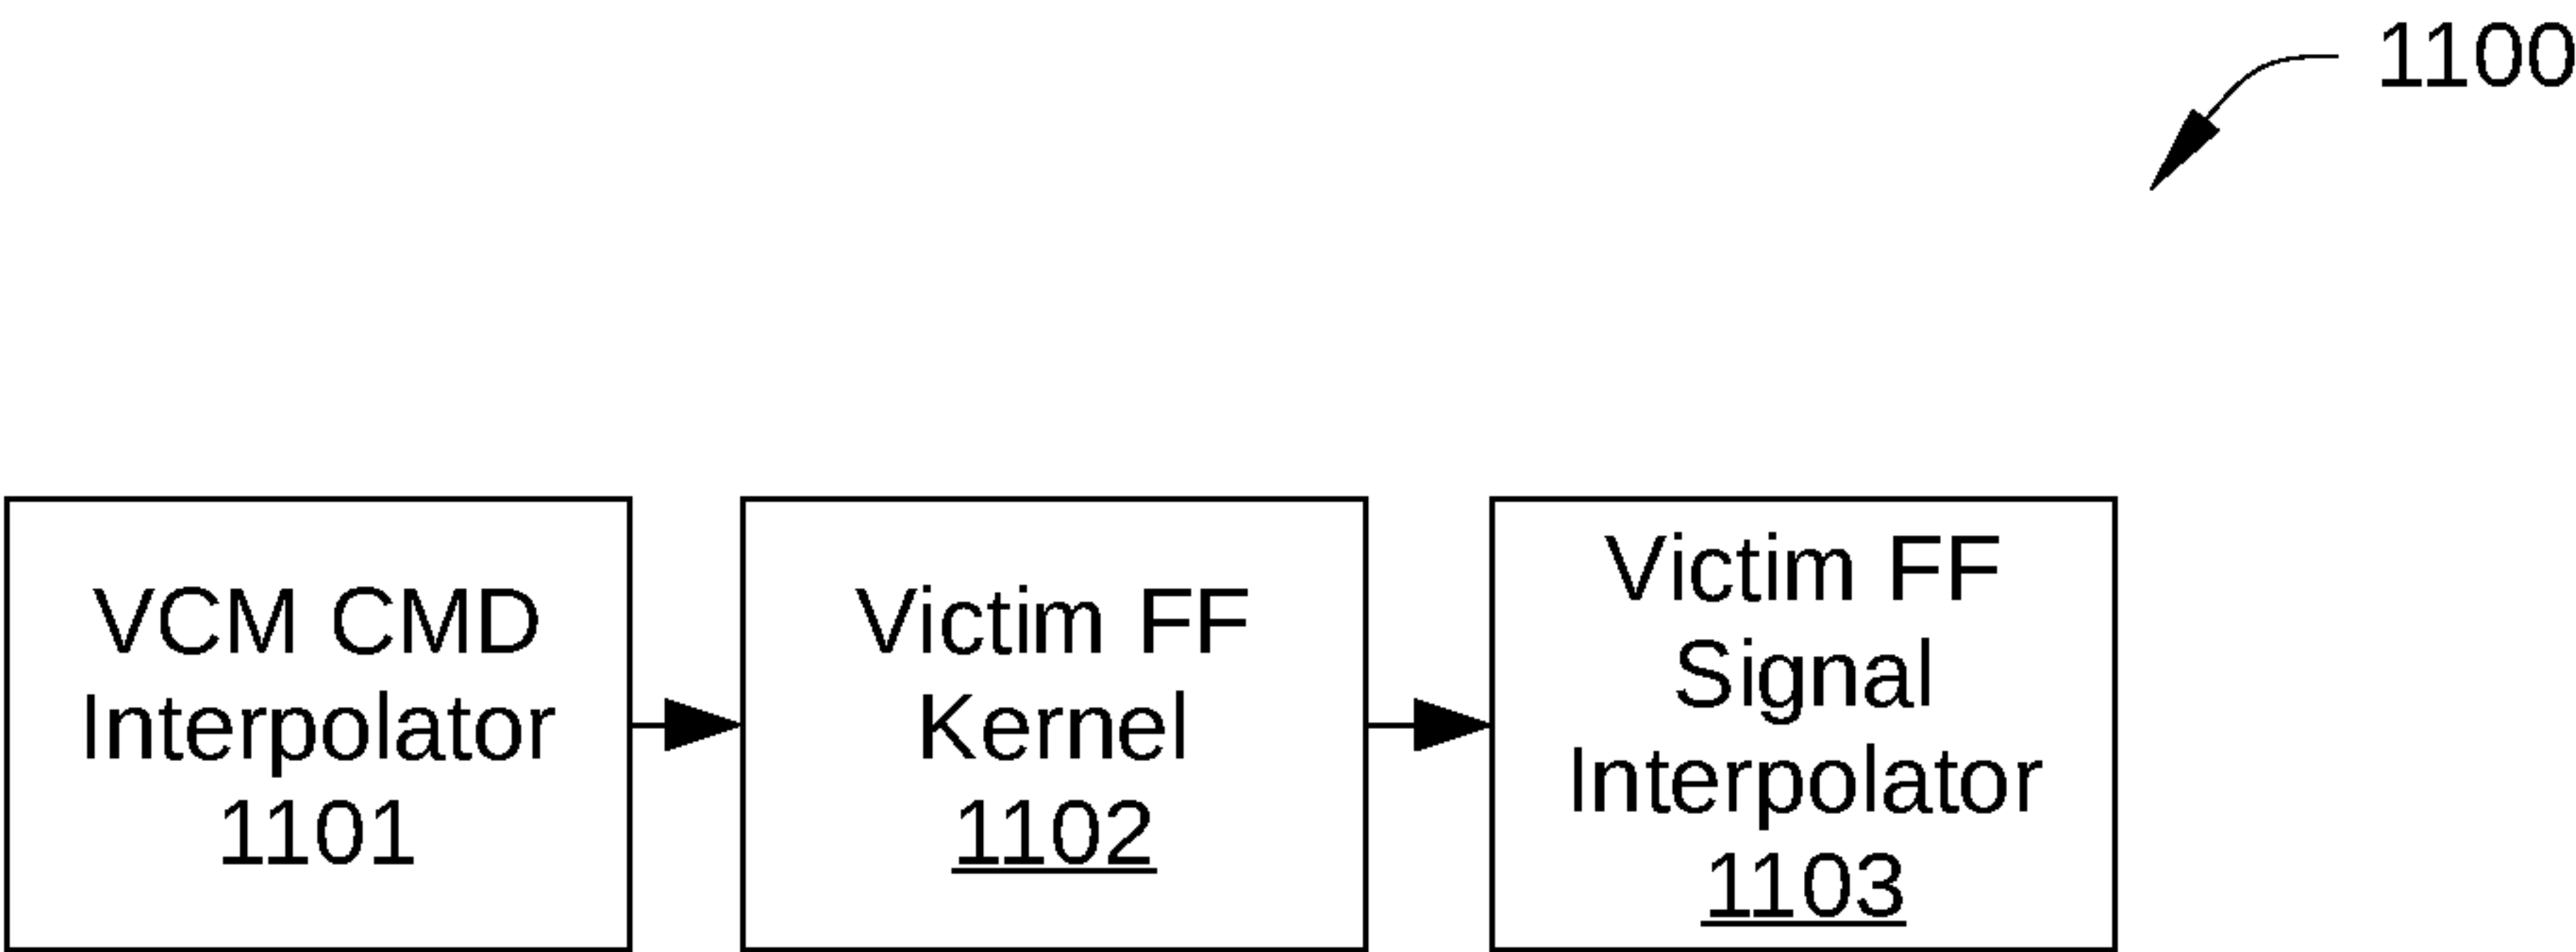 1100
VCM CMD
Interpolator
1101
Victim FF
Kernel
1102
Victim FF
Signal
Interpolator
1103